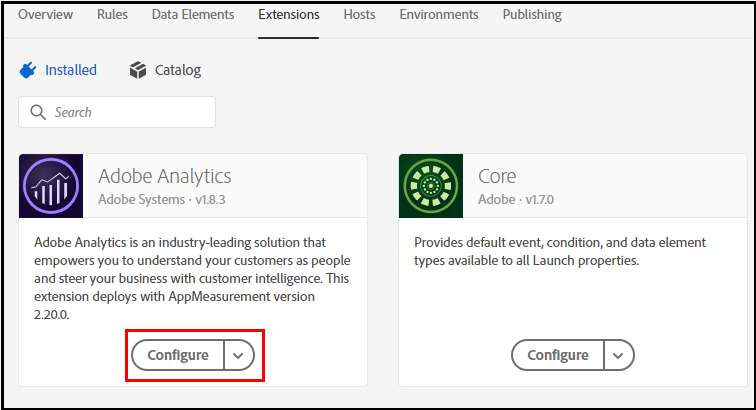 Overview Rules Data Elements Extensions Hosts Environments Publishing
Installed Catalog
Search
Adobe Analytics
Adobe Systems · v1.8.3
Adobe Analytics is an industry-leading solution that
empowers you to understand your customers as people
and steer your business with customer intelligence. This
extension deploys with AppMeasurement version
2.20.0.
Configure
Core
Adobe · v1.7.0
Provides default event, condition, and data element
types available to all Launch properties.
Configure